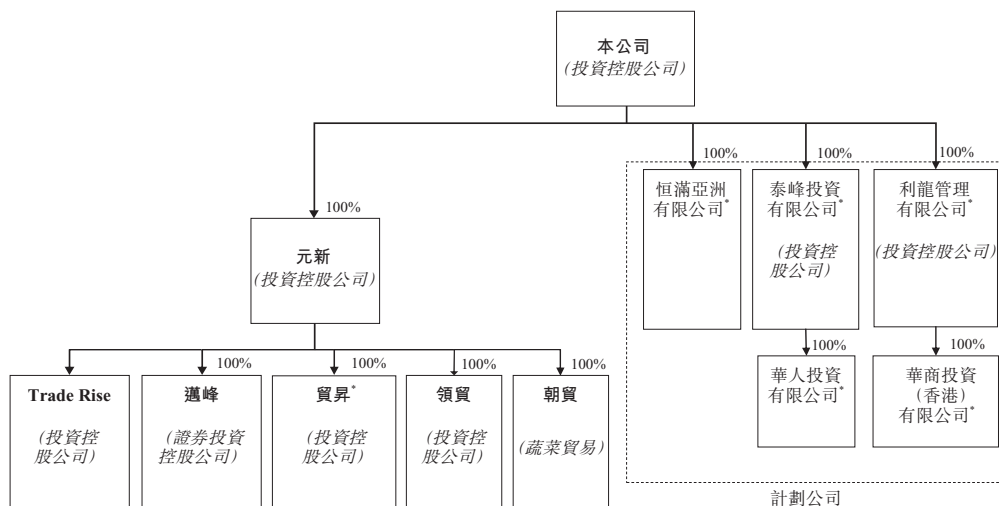 本公司
(投資控股公司)
100%
100%
100%
100%
恒滿亞洲
有限公司*
泰峰投資
有限公司*
(投資控
股公司)
利龍管理
有限公司*
(投資控股公司)
元新
(投資控股公司)
100%
100%
華人投資
有限公司*
華商投資
(香港)
有限公司*
100%
100%
100%
100%
100%
Trade Rise
(投資控
股公司)
邁峰
(證券投資
控股公司)
貿昇*
(投資控
股公司)
領貿
(投資控
股公司)
朝貿
(蔬菜貿易)
計劃公司